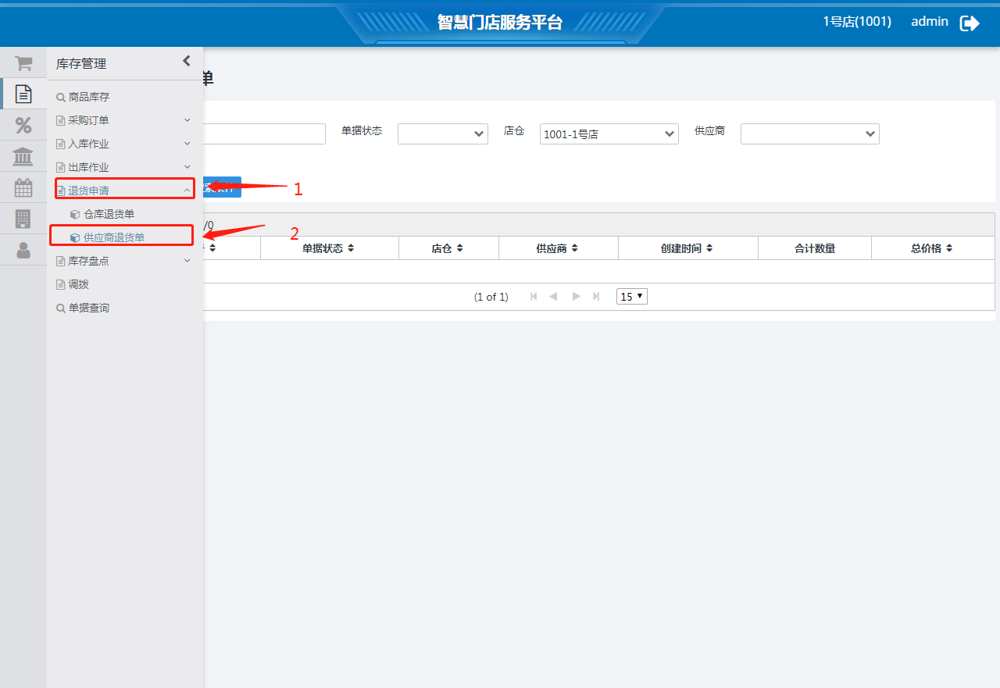 智慧门店服务平台
1号店(1001) admin
库存管理
单
商品库存
采购订单
单据状态 店仓 1001-1号店 供应商
入库作业
出库作业
退货申请 1
仓库退货单 /0
供应商退货单 2
单据状态 店仓 供应商 创建时间 合计数量 总价格
库存盘点
调拨
(1 of 1) 15
单据查询